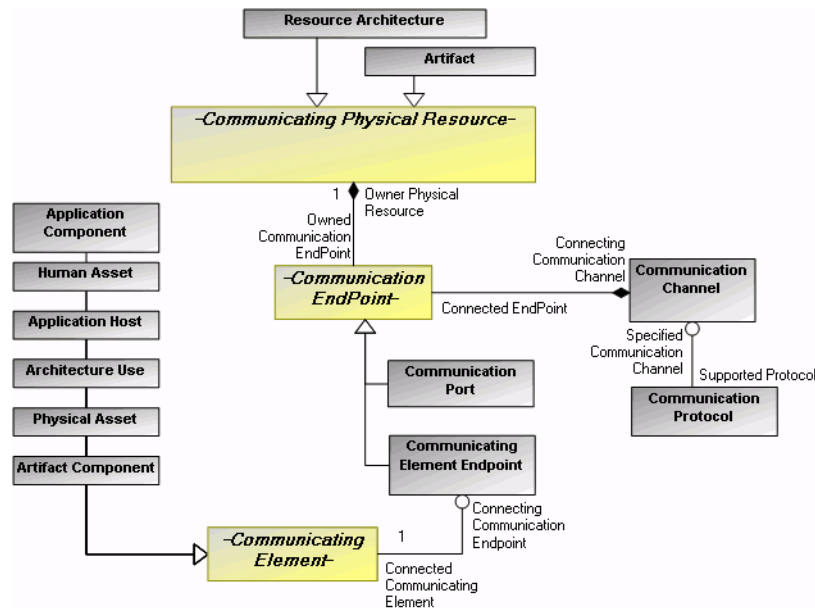 Resource Architecture
Artifact
-Communicating Physical Resource-
1
Owner Physical
Resource
Owned
Communication
EndPoint
Application
Component
Human Asset
Application Host
Architecture Use
Physical Asset
Artifact Component
-Communication
EndPoint-
Connecting
Communication
Channel
Connected EndPoint
Communication
Channel
Specified
Communication
Channel
Supported Protocol
Communication
Protocol
Communication
Port
Communicating
Element Endpoint
Connecting
Communication
Endpoint
-Communicating
Element-
1
Connected
Communicating
Element